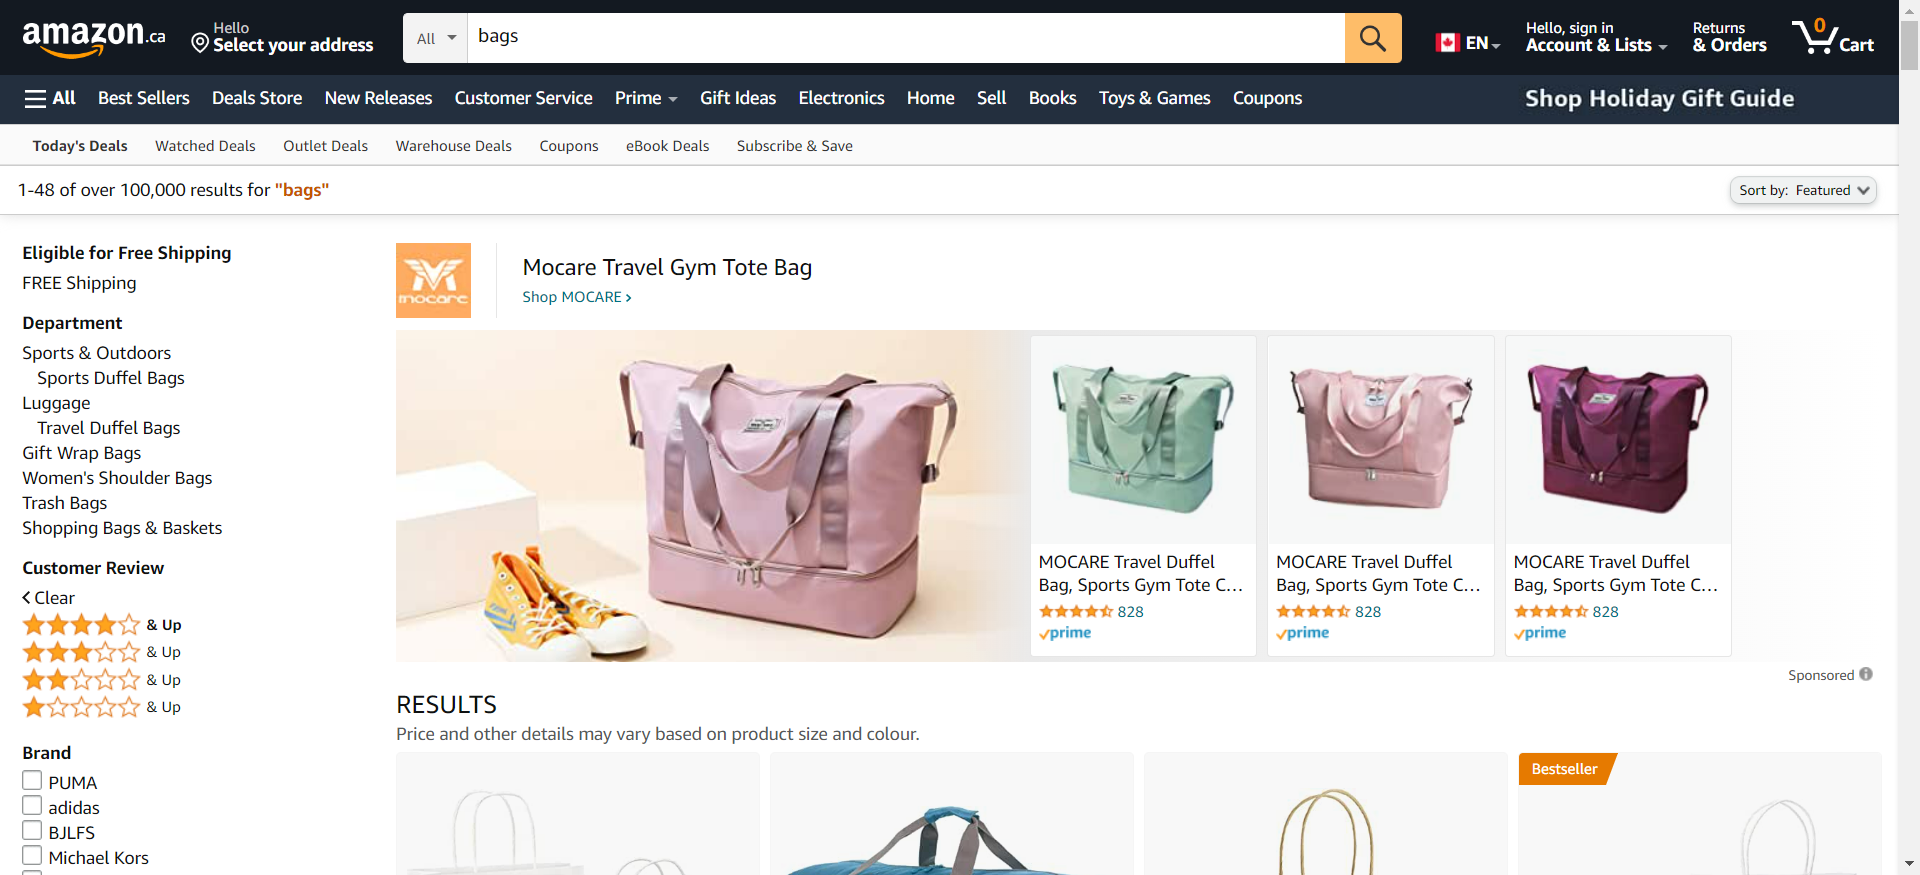 amazon.ca
Hello
Select your address
All
bags
EN
Hello, sign in
Account & Lists
Returns
& Orders
0
Cart
All
Best Sellers
Deals Store
New Releases
Customer Service
Prime
Gift Ideas
Electronics
Home
Sell
Books
Toys & Games
Coupons
Shop Holiday Gift Guide
Today's Deals
Watched Deals
Outlet Deals
Warehouse Deals
Coupons
eBook Deals
Subscribe & Save
1-48 of over 100,000 results for "bags"
Sort by: Featured
Eligible for Free Shipping
FREE Shipping
Department
Sports & Outdoors
Sports Duffel Bags
Luggage
Travel Duffel Bags
Gift Wrap Bags
Women's Shoulder Bags
Trash Bags
Shopping Bags & Baskets
Customer Review
Clear
& Up
& Up
& Up
& Up
Brand
PUMA
adidas
BJLFS
Michael Kors
mocare
Mocare Travel Gym Tote Bag
Shop MOCARE ›
MOCARE Travel Duffel
Bag, Sports Gym Tote C...
828
prime
MOCARE Travel Duffel
Bag, Sports Gym Tote C...
828
prime
MOCARE Travel Duffel
Bag, Sports Gym Tote C...
828
prime
Sponsored
RESULTS
Price and other details may vary based on product size and colour.
Bestseller